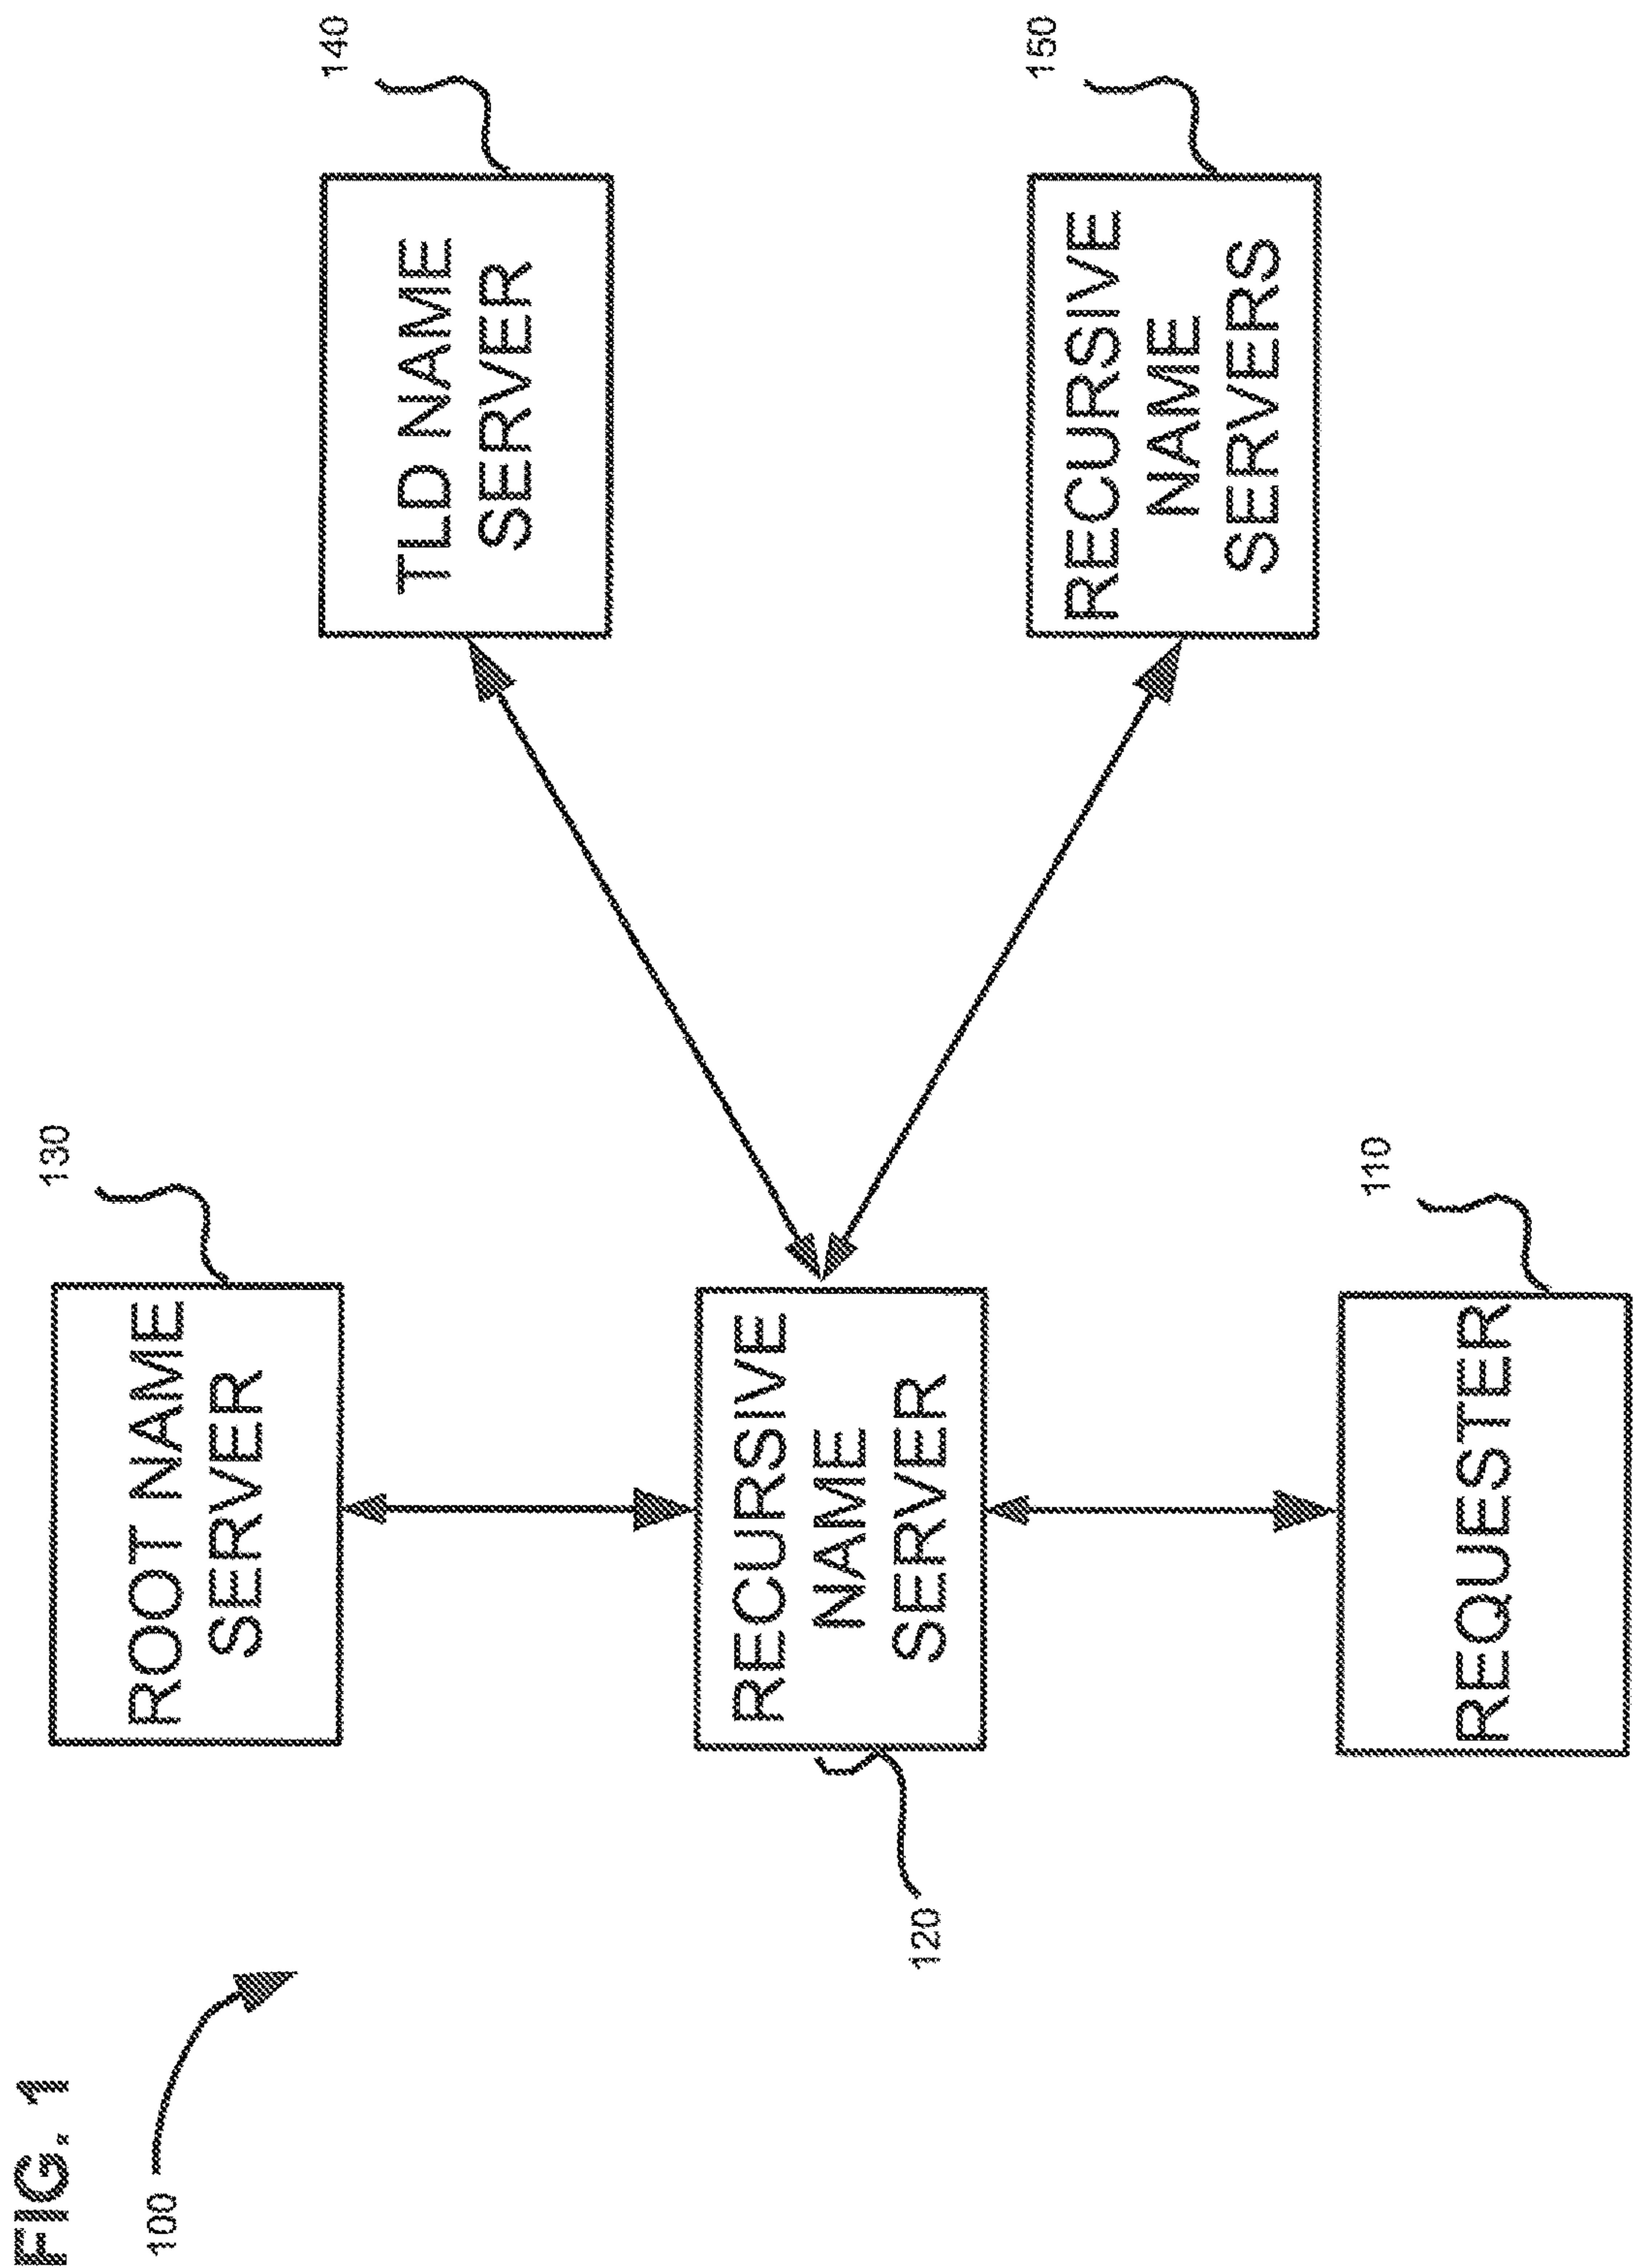 FIG. 1
100
130
ROOT NAME
SERVER
140
TLD NAME
SERVER
120
RECURSIVE
NAME
SERVER
150
RECURSIVE
NAME
SERVERS
110
REQUESTER